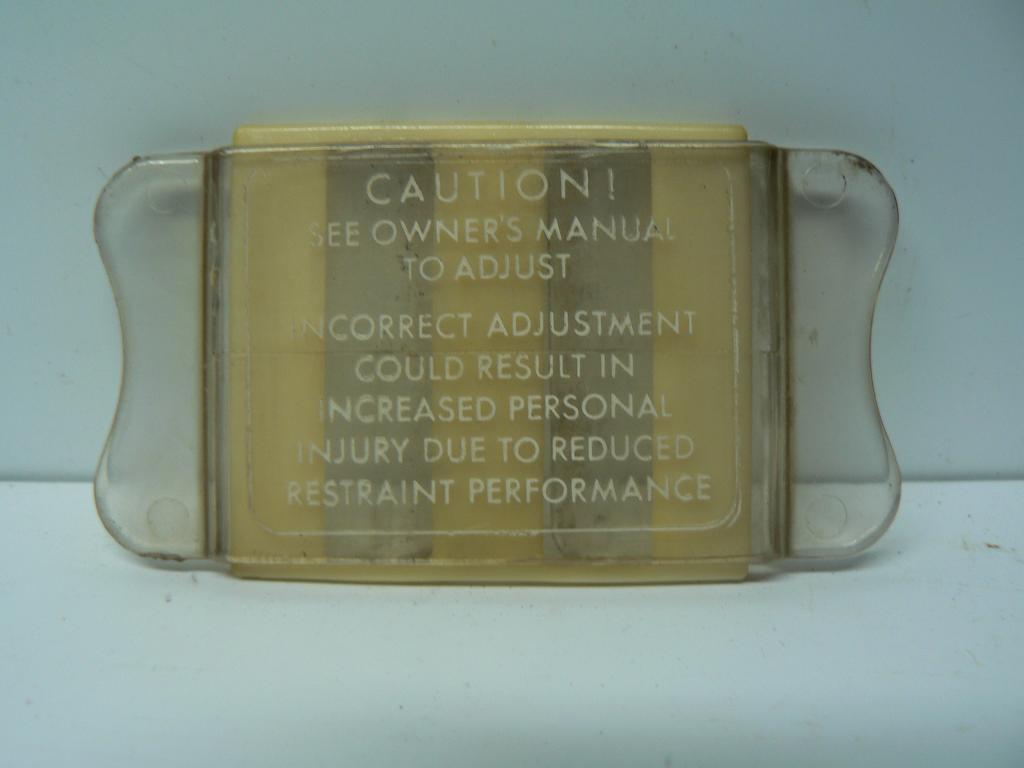 CAUTION!
SEE OWNER'S MANUAL
TO ADJUST
INCORRECT ADJUSTMENT
COULD RESULT IN
INCREASED PERSONAL
INJURY DUE TO REDUCED
RESTRAINT PERFORMANCE